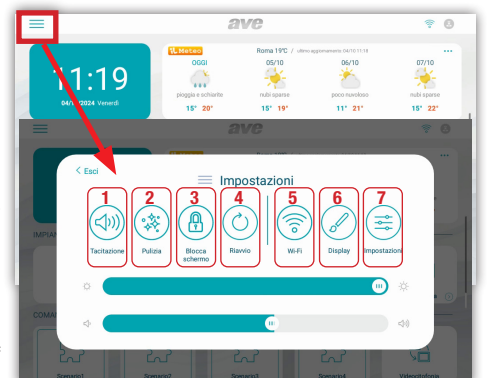 ave
Meteo
Roma 19°C / ultimo aggiornamento: 04/10 11:18
OGGI 05/10 06/10 07/10
11:19
04/10/2024 Venerdì
pioggia e schiarite nubi sparse poco nuvoloso nubi sparse
15° 20° 15° 19° 11° 21° 15° 22°
ave
Esci
Impostazioni
1 2 3 4 5 6 7
Tacitazione Pulizia Blocca schermo Riavvio Wi-Fi Display Impostazioni
IMPIAN
COMA
Scenario1 Scenario2 Scenario3 Scenario4 Videocitofonia